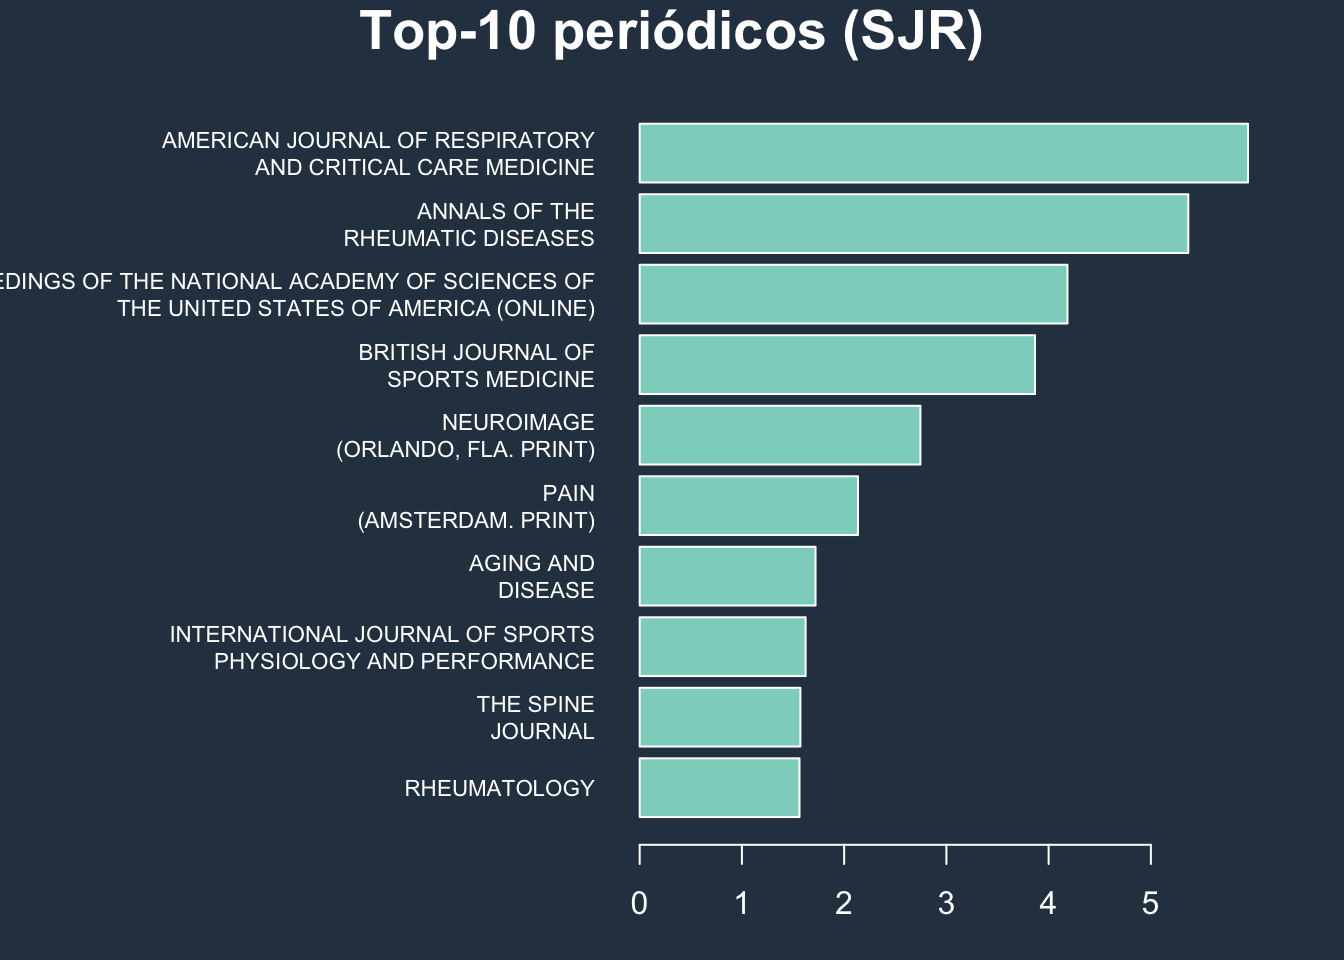 Top-10 periódicos (SJR)
AMERICAN JOURNAL OF RESPIRATORY
AND CRITICAL CARE MEDICINE
ANNALS OF THE
RHEUMATIC DISEASES
EDINGS OF THE NATIONAL ACADEMY OF SCIENCES OF
THE UNITED STATES OF AMERICA (ONLINE)
BRITISH JOURNAL OF
SPORTS MEDICINE
NEUROIMAGE
(ORLANDO, FLA. PRINT)
PAIN
(AMSTERDAM. PRINT)
AGING AND
DISEASE
INTERNATIONAL JOURNAL OF SPORTS
PHYSIOLOGY AND PERFORMANCE
THE SPINE
JOURNAL
RHEUMATOLOGY
0 1 2 3 4 5